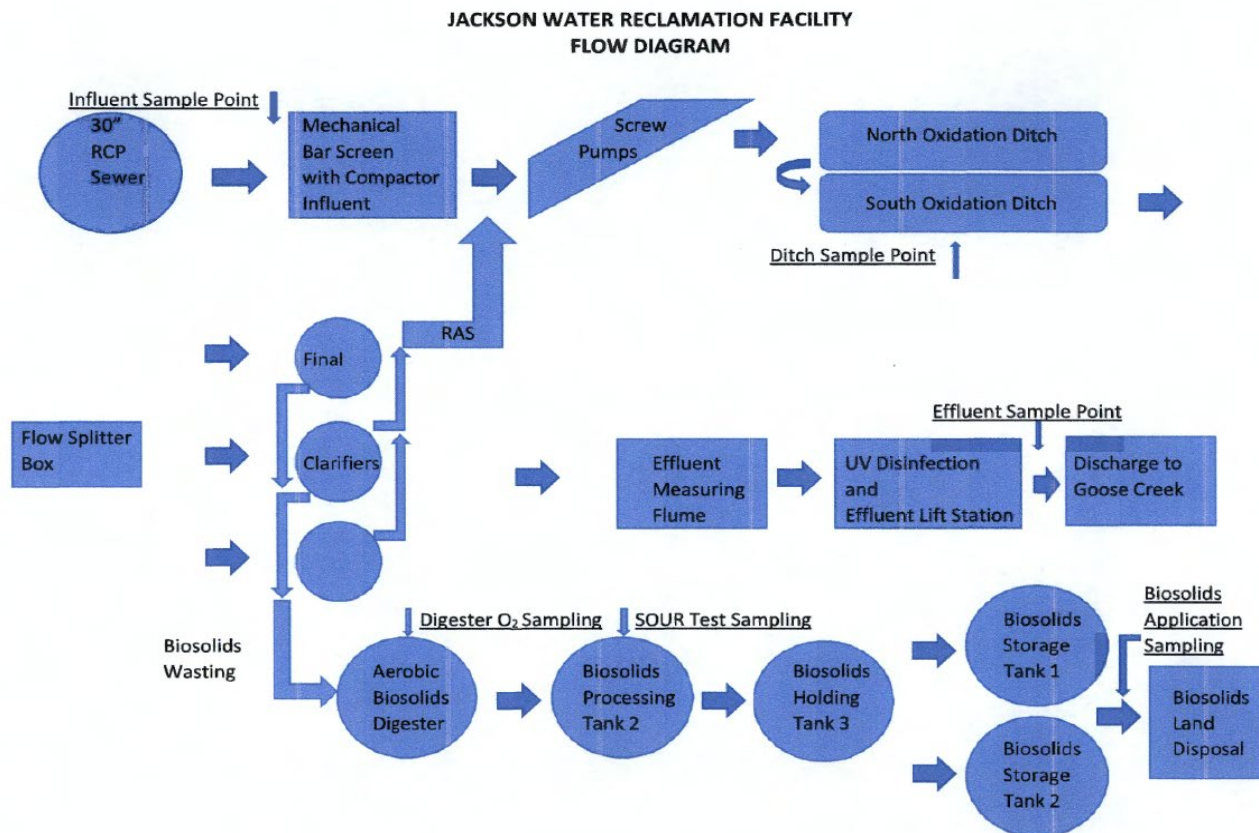 JACKSON WATER RECLAMATION FACILITY
FLOW DIAGRAM
Influent Sample Point
30"
RCP
Sewer
Mechanical
Bar Screen
with Compactor
Influent
Screw
Pumps
North Oxidation Ditch
South Oxidation Ditch
Ditch Sample Point
RAS
Flow Splitter
Box
Final
Clarifiers
Effluent
Measuring
Flume
UV Disinfection
and
Effluent Lift Station
Effluent Sample Point
Discharge to
Goose Creek
Biosolids
Wasting
Digester O₂ Sampling
Aerobic
Biosolids
Digester
SOUR Test Sampling
Biosolids
Processing
Tank 2
Biosolids
Holding
Tank 3
Biosolids
Storage
Tank 1
Biosolids
Storage
Tank 2
Biosolids
Application
Sampling
Biosolids
Land
Disposal